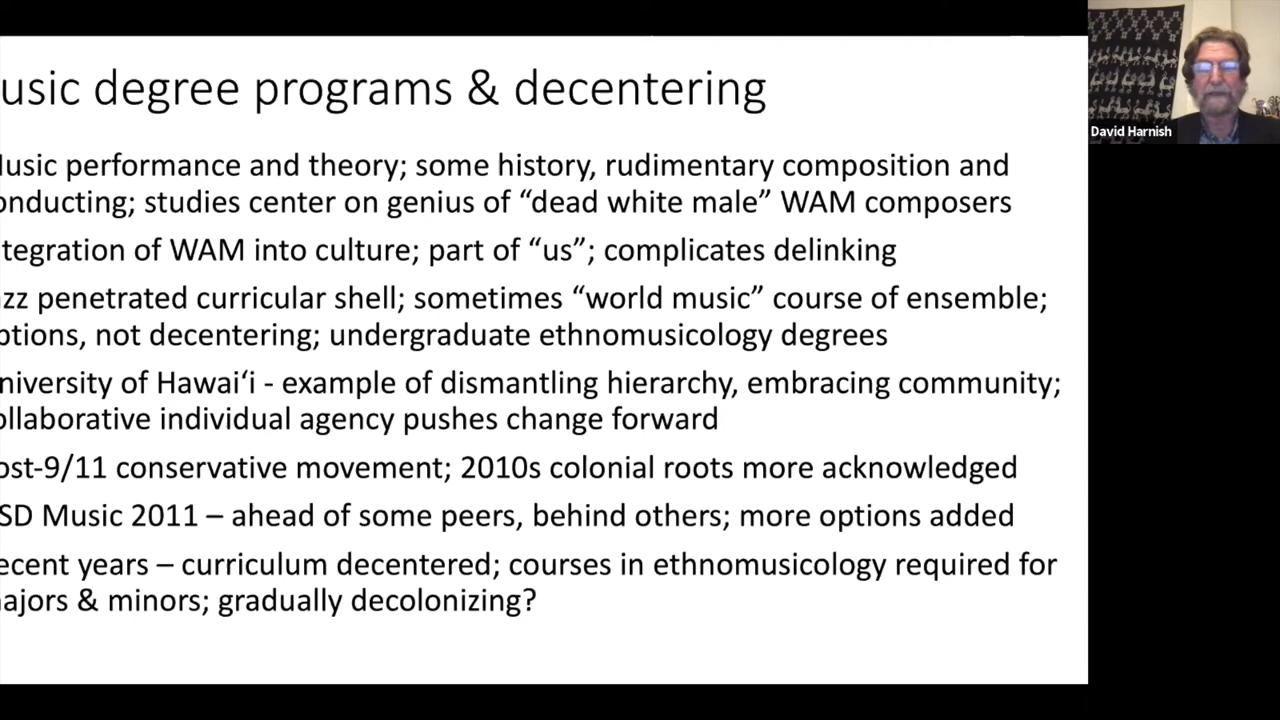 usic degree programs & decentering
usic performance and theory; some history, rudimentary composition and
onducting; studies center on genius of “dead white male” WAM composers
tegration of WAM into culture; part of “us”; complicates delinking
zz penetrated curricular shell; sometimes “world music” course of ensemble;
ptions, not decentering; undergraduate ethnomusicology degrees
niversity of Hawaiʻi - example of dismantling hierarchy, embracing community;
ollaborative individual agency pushes change forward
ost-9/11 conservative movement; 2010s colonial roots more acknowledged
SD Music 2011 – ahead of some peers, behind others; more options added
ecent years – curriculum decentered; courses in ethnomusicology required for
ajors & minors; gradually decolonizing?
David Harnish